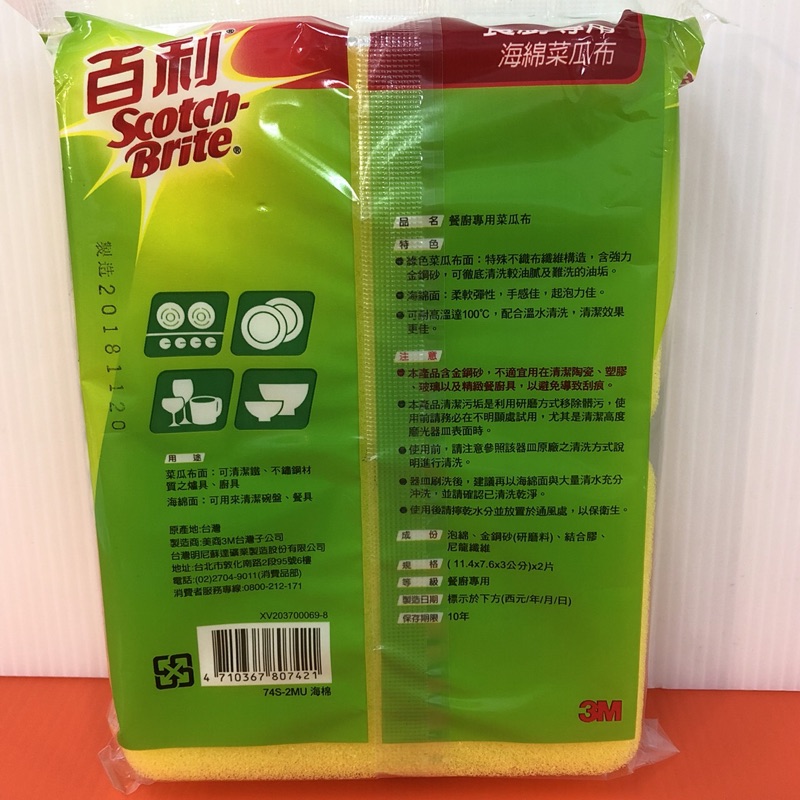 百利®
Scotch-
Brite®
海綿菜瓜布
製造20181120
品名 餐廚專用菜瓜布
特色
●綠色菜瓜布面：特殊不織布纖維構造，含強力
金鋼砂，可徹底清洗較油膩及難洗的油垢。
●海綿面：柔軟彈性，手感佳，起泡力佳。
●可耐高溫達100℃，配合溫水清洗，清潔效果
更佳。
注意
●本產品含金鋼砂，不適宜用在清潔陶瓷、塑膠
、玻璃以及精緻餐廚具，以避免導致刮痕。
●本產品清潔污垢是利用研磨方式移除髒污，使
用前請務必在不明顯處試用，尤其是清潔高度
磨光器皿表面時。
●使用前，請注意參照該器皿原廠之清洗方式說
明進行清洗。
●器皿刷洗後，建議再以海綿面與大量清水充分
沖洗，並請確認已清洗乾淨。
●使用後請擰乾水分並放置於通風處，以保衛生。
成份 泡綿、金鋼砂(研磨料)、結合膠、
尼龍纖維
規格 (11.4x7.6x3公分)x2片
等級 餐廚專用
製造日期 標示於下方(西元/年/月/日)
保存期限 10年
用途
菜瓜布面：可清潔鐵、不鏽鋼材
質之爐具、廚具
海綿面：可用來清潔碗盤、餐具
原產地:台灣
製造商:美商3M台灣子公司
台灣明尼蘇達礦業製造股份有限公司
地址:台北市敦化南路2段95號6樓
電話:(02)2704-9011(消費品部)
消費者服務專線:0800-212-171
XV203700069-8
4 710367 807421
74S-2MU 海棉
3M